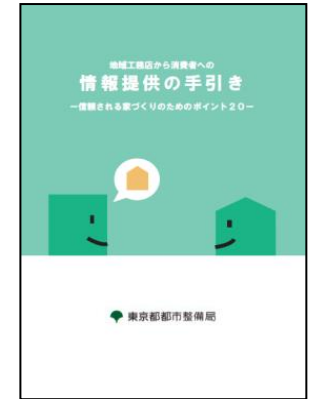 地域工務店から消費者への
情報提供の手引き
ー信頼される家づくりのためのポイント20ー
東京都都市整備局